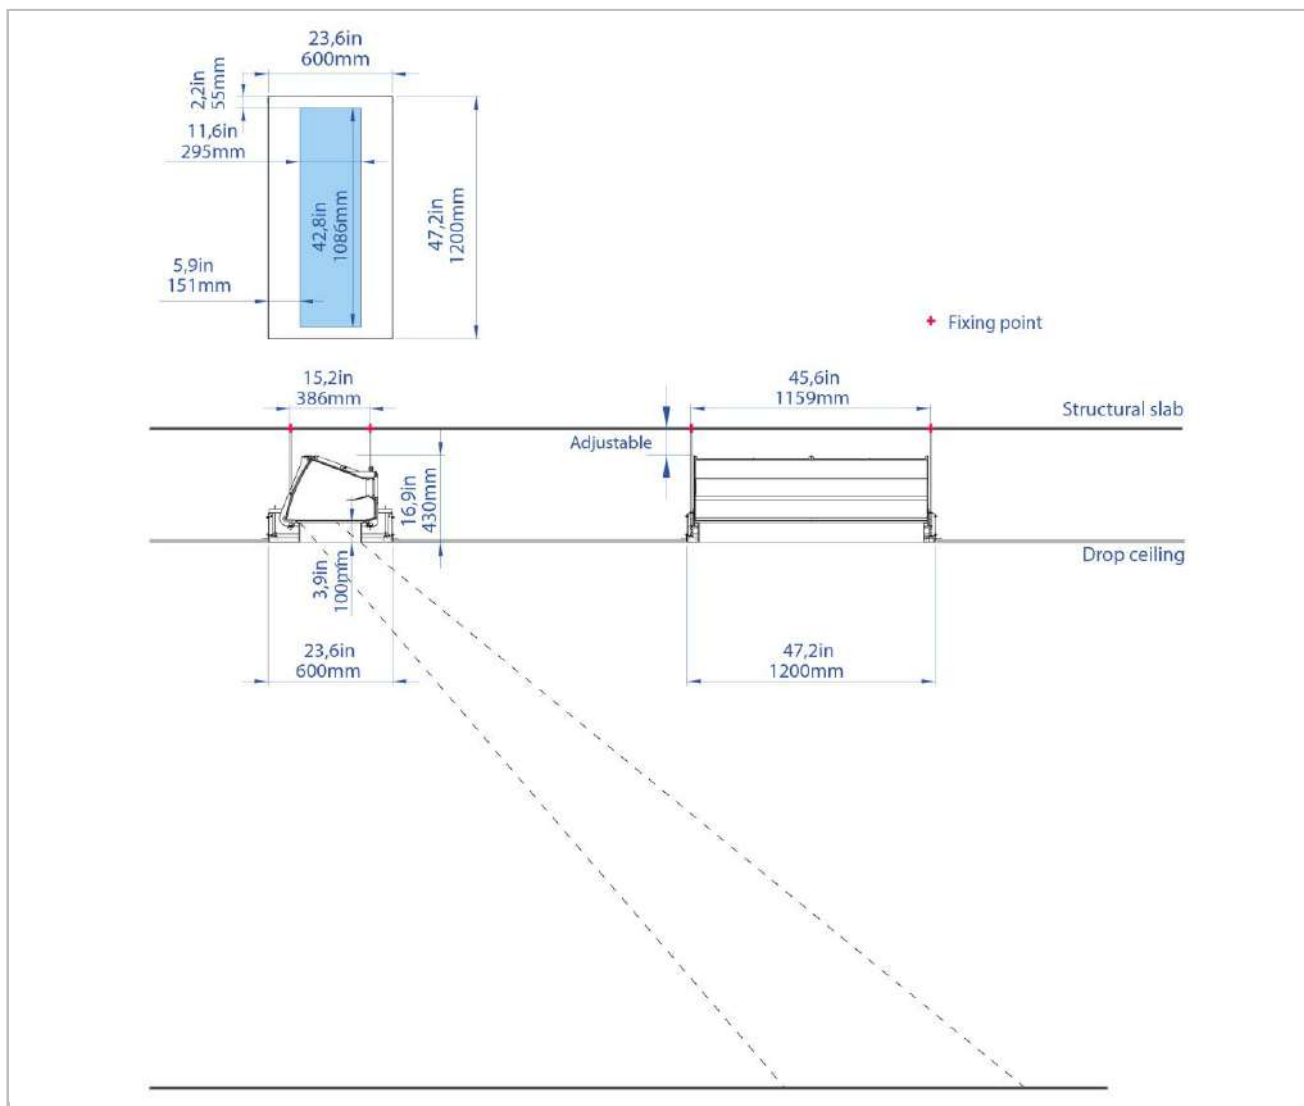 23,6in
600mm
2,2in
55mm
11,6in
295mm
42,8in
1086mm
47,2in
1200mm
5,9in
151mm
Fixing point
15,2in
386mm
45,6in
1159mm
Structural slab
Adjustable
16,9in
430mm
Drop ceiling
3,9in
100mm
23,6in
600mm
47,2in
1200mm